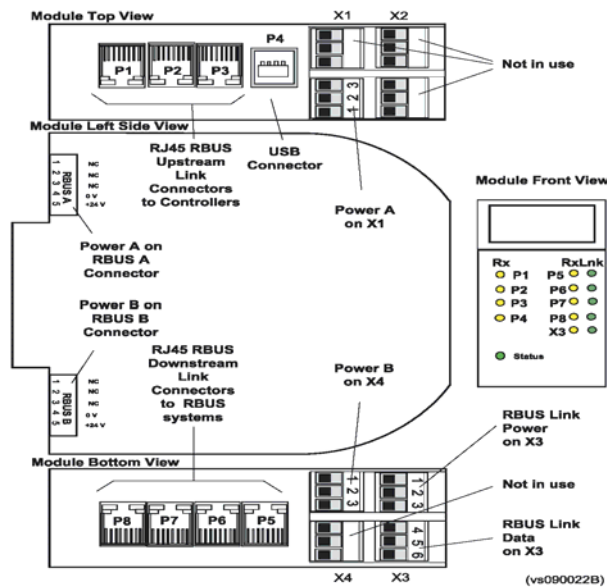 Module Top View
X1
X2
P4
P1
P2
P3
Not in use
1 2 3
Module Left Side View
RJ45 RBUS
Upstream
Link
Connectors
to Controllers
USB
Connector
Power A
on X1
Module Front View
1 2 3 4 5
RBUS A
NC
NC
NC
0 V
+24 V
Power A on
RBUS A
Connector
Power B on
RBUS B
Connector
RJ45 RBUS
Downstream
Link
Connectors
to RBUS
systems
Power B
on X4
1 2 3 4 5
RBUS B
NC
NC
NC
0 V
+24 V
Rx RxLnk
P1 P5
P2 P6
P3 P7
P4 P8
X3
Status
RBUS Link
Power
on X3
Module Bottom View
P8
P7
P6
P5
1 2 3
1 2 3
4 5 6
Not in use
RBUS Link
Data
on X3
X4
X3
(vs090022B)